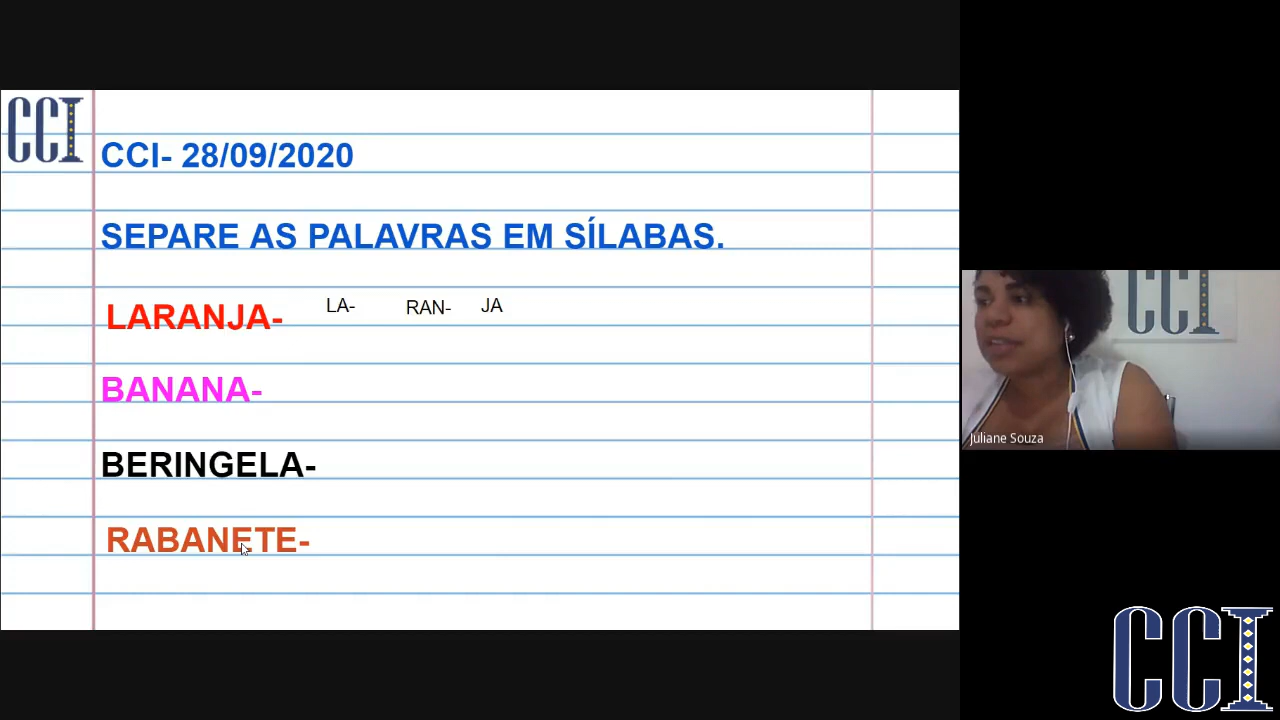 CCI
CCI- 28/09/2020
SEPARE AS PALAVRAS EM SÍLABAS.
LARANJA- LA- RAN- JA
BANANA-
BERINGELA-
RABANETE-
CCI
Juliane Souza
CCI